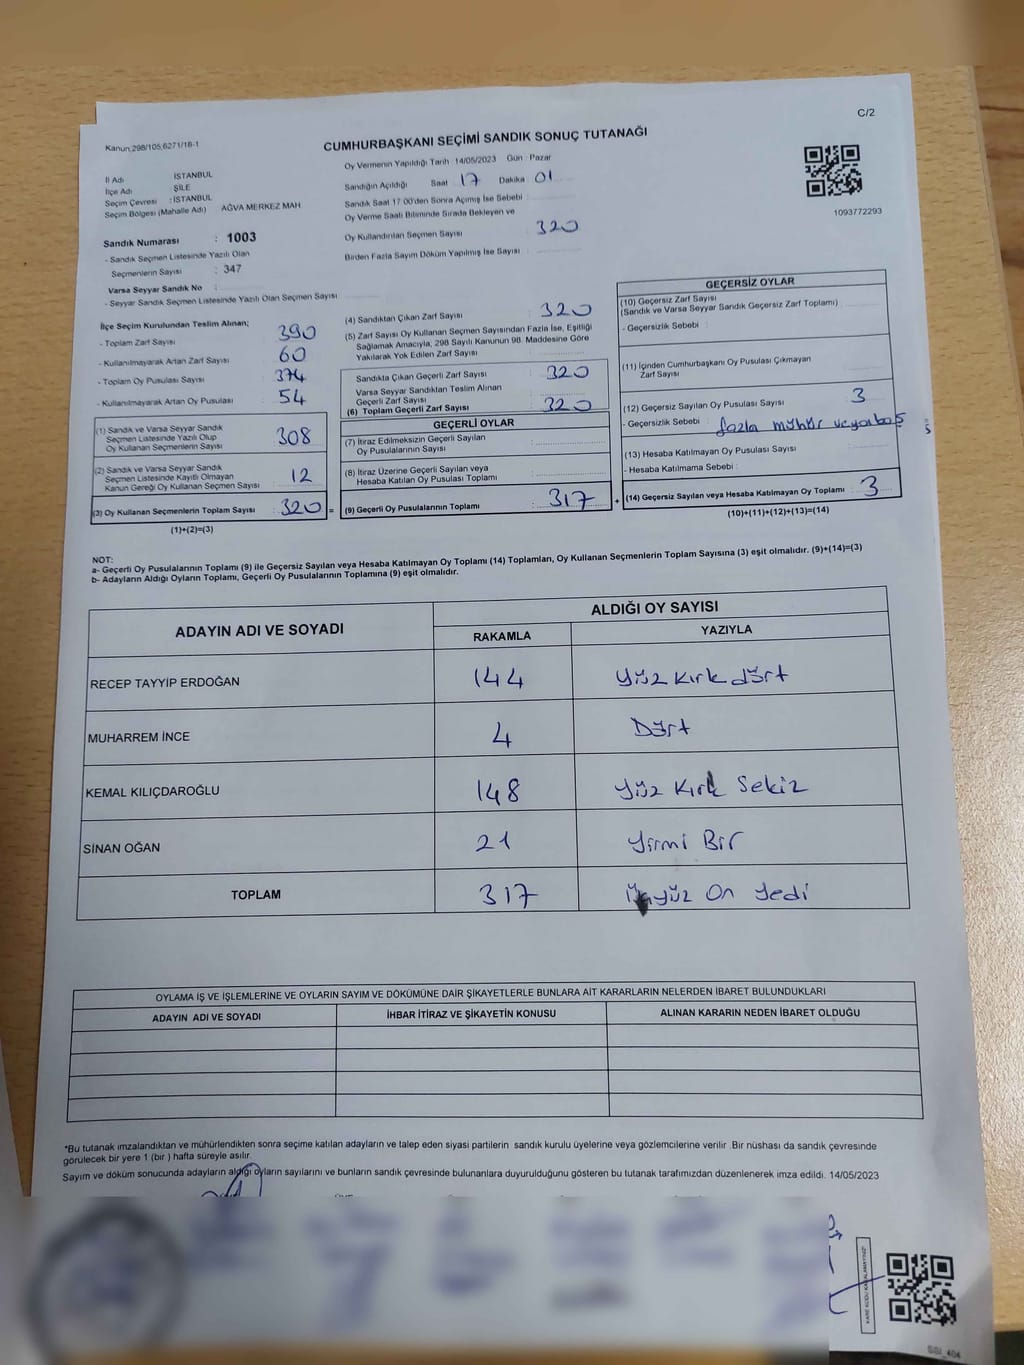 C/2
Kanun 298/105,6271/18-1
CUMHURBAŞKANI SEÇİMİ SANDIK SONUÇ TUTANAĞI
İl Adı İSTANBUL
İlçe Adı ŞİLE
Seçim Çevresi : İSTANBUL
Seçim Bölgesi (Mahalle Adı) AĞVA MERKEZ MAH.
Sandık Numarası : 1003
- Sandık Seçmen Listesinde Yazılı Olan
Seçmenlerin Sayısı : 347
Varsa Seyyar Sandık No :
- Seyyar Sandık Seçmen Listesinde Yazılı Olan Seçmen Sayısı
Oy Vermenin Yapıldığı Tarih 14/05/2023 Gün : Pazar
Sandığın Açıldığı Saat 17 Dakika 01
Sandık Saat 17.00'den Sonra Açımış İse Sebebi :
Oy Verme Saati Bitiminde Sırada Bekleyen ve
Oy Kullandırılan Seçmen Sayısı : 320
Birden Fazla Sayım Döküm Yapılmış İse Sayısı :
1093772293
İlçe Seçim Kurulundan Teslim Alınan;
- Toplam Zarf Sayısı : 390
- Kullanılmayarak Artan Zarf Sayısı : 60
- Toplam Oy Pusulası Sayısı : 374
- Kullanılmayarak Artan Oy Pusulası : 54
(1) Sandık ve Varsa Seyyar Sandık
Seçmen Listesinde Yazılı Olup
Oy Kullanan Seçmenlerin Sayısı : 308
(2) Sandık ve Varsa Seyyar Sandık
Seçmen Listesinde Kayıtlı Olmayan
Kanun Gereği Oy Kullanan Seçmen Sayısı : 12
(3) Oy Kullanan Seçmenlerin Toplam Sayısı : 320 =
(1)+(2)=(3)
(4) Sandıktan Çıkan Zarf Sayısı : 320
(5) Zarf Sayısı Oy Kullanan Seçmen Sayısından Fazla İse, Eşitliği
Sağlamak Amacıyla, 298 Sayılı Kanunun 98. Maddesine Göre
Yakılarak Yok Edilen Zarf Sayısı :
Sandıkta Çıkan Geçerli Zarf Sayısı : 320
Varsa Seyyar Sandıktan Teslim Alınan
Geçerli Zarf Sayısı :
(6) Toplam Geçerli Zarf Sayısı : 320
GEÇERLİ OYLAR
(7) İtiraz Edilmeksizin Geçerli Sayılan
Oy Pusulalarının Sayısı :
(8) İtiraz Üzerine Geçerli Sayılan veya
Hesaba Katılan Oy Pusulası Toplamı :
(9) Geçerli Oy Pusulalarının Toplamı : 317 +
GEÇERSİZ OYLAR
(10) Geçersiz Zarf Sayısı
(Sandık ve Varsa Seyyar Sandık Geçersiz Zarf Toplamı)
- Geçersizlik Sebebi :
(11) İçinden Cumhurbaşkanı Oy Pusulası Çıkmayan
Zarf Sayısı
(12) Geçersiz Sayılan Oy Pusulası Sayısı : 3
- Geçersizlik Sebebi : fazla mühür veya boş
(13) Hesaba Katılmayan Oy Pusulası Sayısı
- Hesaba Katılmama Sebebi :
(14) Geçersiz Sayılan veya Hesaba Katılmayan Oy Toplamı : 3
(10)+(11)+(12)+(13)=(14)
NOT:
a- Geçerli Oy Pusulalarının Toplamı (9) ile Geçersiz Sayılan veya Hesaba Katılmayan Oy Toplamı (14) Toplamları, Oy Kullanan Seçmenlerin Toplam Sayısına (3) eşit olmalıdır. (9)+(14)=(3)
b- Adayların Aldığı Oyların Toplamı, Geçerli Oy Pusulalarının Toplamına (9) eşit olmalıdır.
ADAYIN ADI VE SOYADI
ALDIĞI OY SAYISI
RAKAMLA YAZIYLA
RECEP TAYYİP ERDOĞAN 144 Yüz Kırk dört
MUHARREM İNCE 4 Dört
KEMAL KILIÇDAROĞLU 148 Yüz Kırk Sekiz
SİNAN OĞAN 21 Yirmi Bir
TOPLAM 317 Üçyüz On Yedi
OYLAMA İŞ VE İŞLEMLERİNE VE OYLARIN SAYIM VE DÖKÜMÜNE DAİR ŞİKAYETLERLE BUNLARA AİT KARARLARIN NELERDEN İBARET BULUNDUKLARI
ADAYIN ADI VE SOYADI İHBAR İTİRAZ VE ŞİKAYETİN KONUSU ALINAN KARARIN NEDEN İBARET OLDUĞU
*Bu tutanak imzalandıktan ve mühürlendikten sonra seçime katılan adayların ve talep eden siyasi partilerin sandık kurulu üyelerine veya gözlemcilerine verilir. Bir nüshası da sandık çevresinde
görülecek bir yere 1 (bir ) hafta süreyle asılır.
Sayım ve döküm sonucunda adayların aldığı oyların sayılarını ve bunların sandık çevresinde bulunanlara duyurulduğunu gösteren bu tutanak tarafımızdan düzenlenerek imza edildi. 14/05/2023
KARE KODU KAPATMAYINIZ!
SSI_404